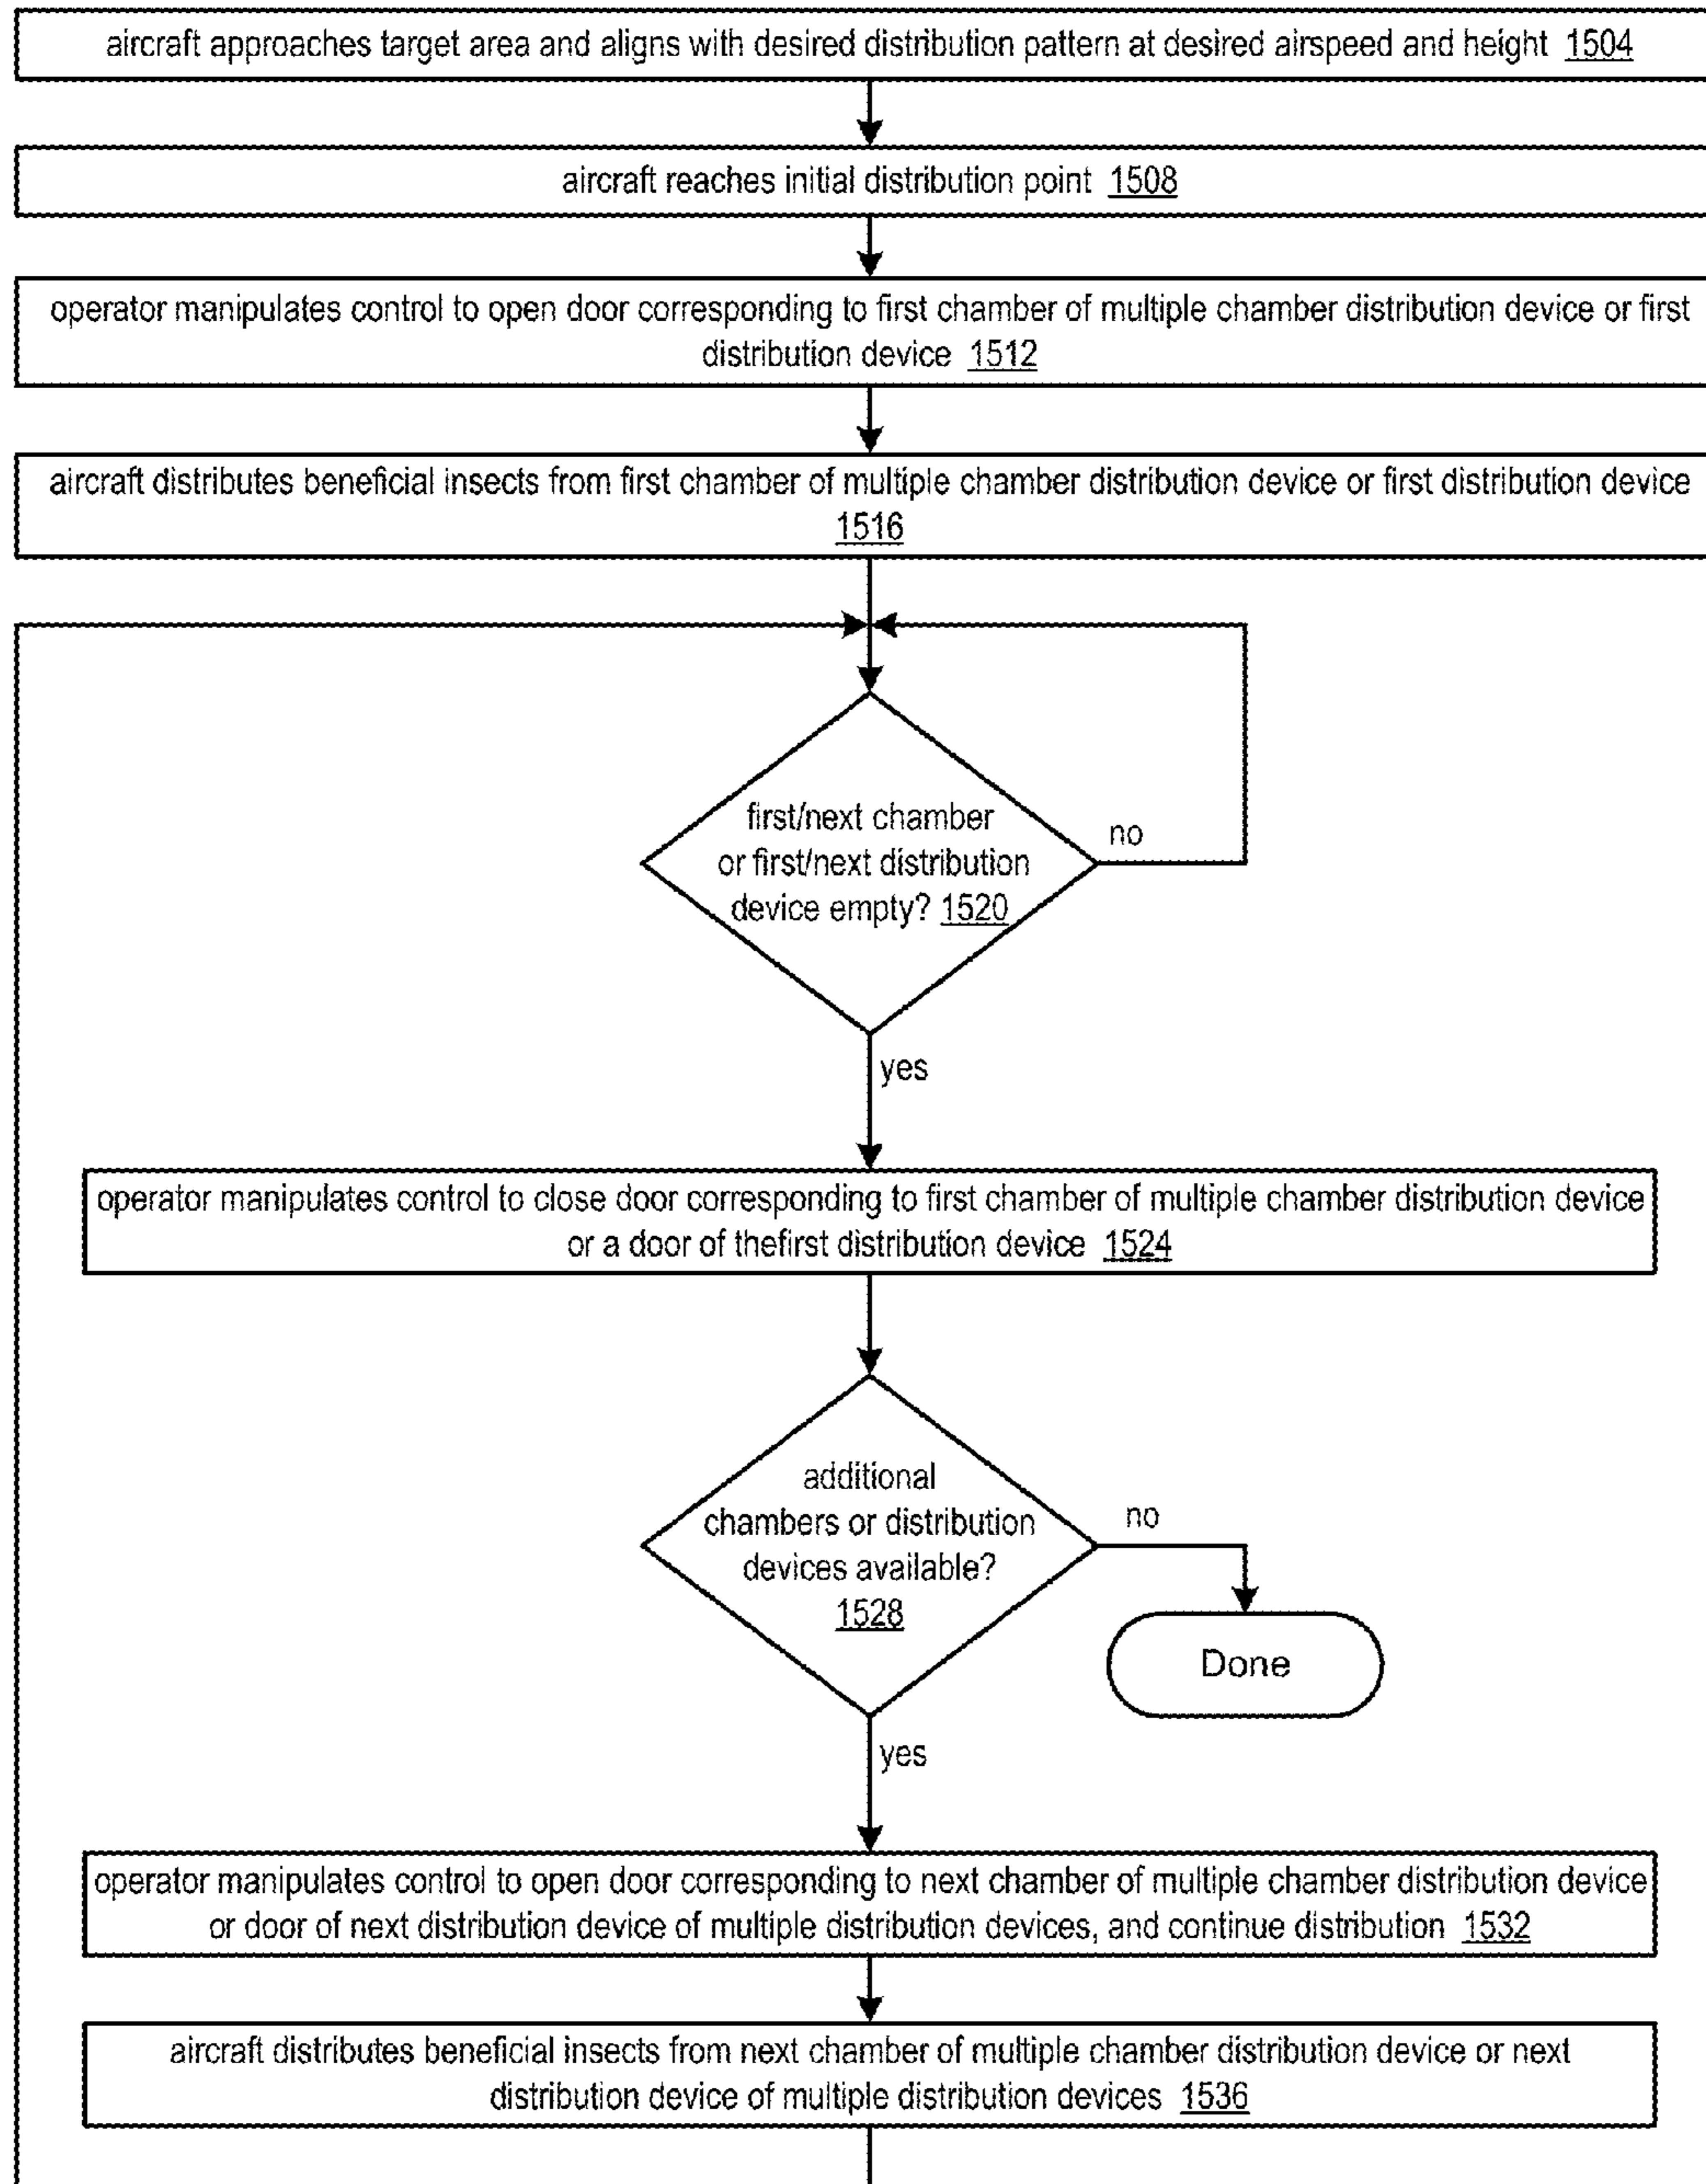 aircraft approaches target area and aligns with desired distribution pattern at desired airspeed and height 1504
aircraft reaches initial distribution point 1508
operator manipulates control to open door corresponding to first chamber of multiple chamber distribution device or first
distribution device 1512
aircraft distributes beneficial insects from first chamber of multiple chamber distribution device or first distribution device
1516
first/next chamber
or first/next distribution
device empty? 1520
no
yes
operator manipulates control to close door corresponding to first chamber of multiple chamber distribution device
or a door of thefirst distribution device 1524
additional
chambers or distribution
devices available?
1528
no
Done
yes
operator manipulates control to open door corresponding to next chamber of multiple chamber distribution device
or door of next distribution device of multiple distribution devices, and continue distribution 1532
aircraft distributes beneficial insects from next chamber of multiple chamber distribution device or next
distribution device of multiple distribution devices 1536